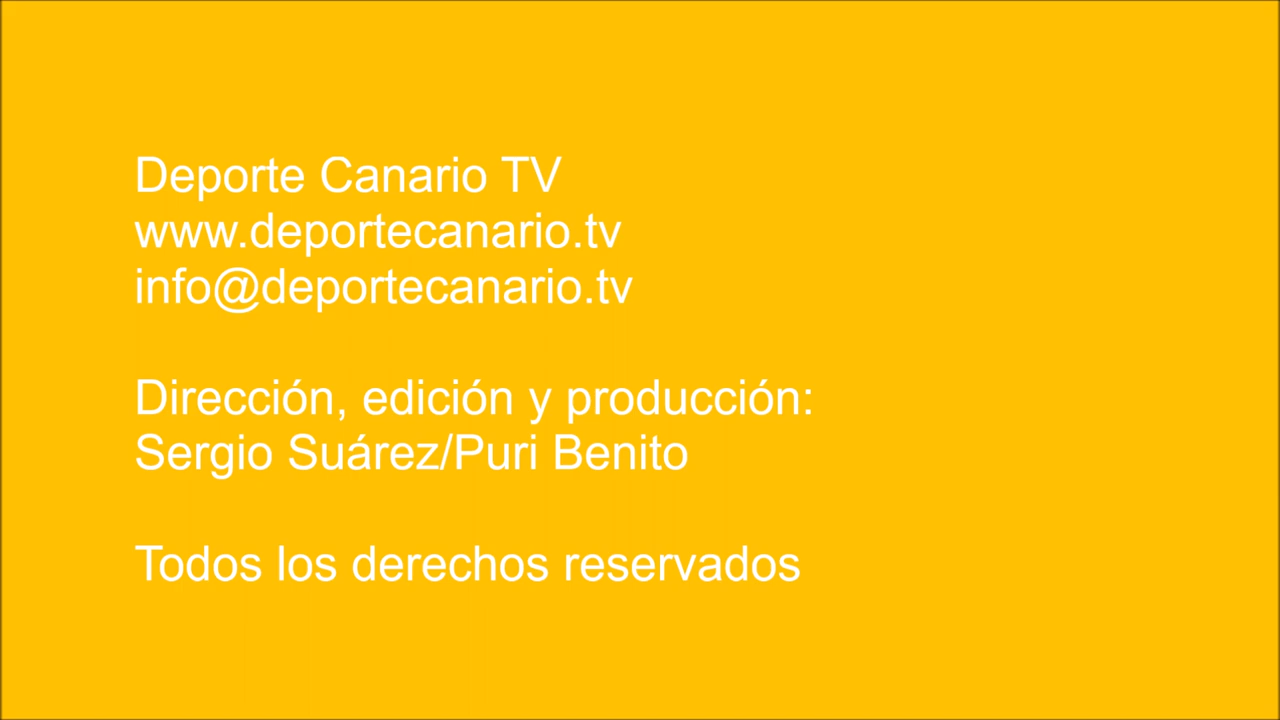 Deporte Canario TV
www.deportecanario.tv
info@deportecanario.tv
Dirección, edición y producción:
Sergio Suárez/Puri Benito
Todos los derechos reservados